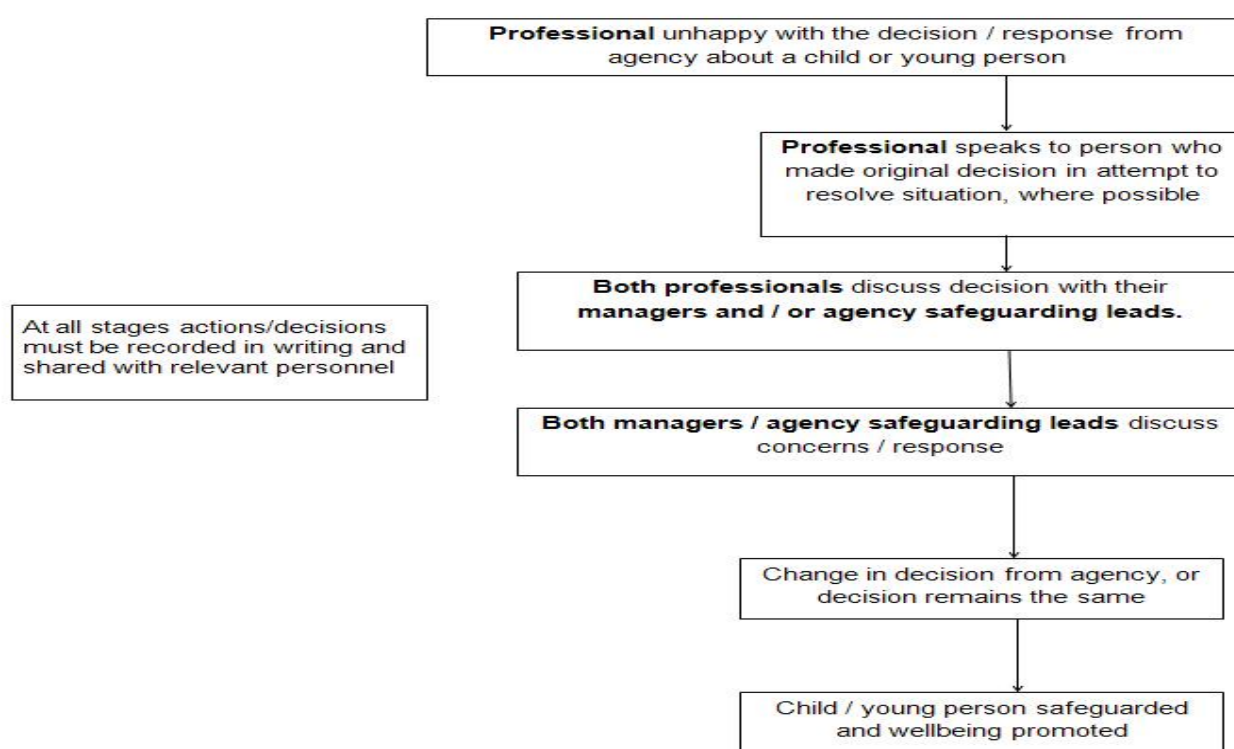 Professional unhappy with the decision / response from
agency about a child or young person
Professional speaks to person who
made original decision in attempt to
resolve situation, where possible
Both professionals discuss decision with their
managers and / or agency safeguarding leads.
At all stages actions/decisions
must be recorded in writing and
shared with relevant personnel
Both managers / agency safeguarding leads discuss
concerns / response
Change in decision from agency, or
decision remains the same
Child / young person safeguarded
and wellbeing promoted